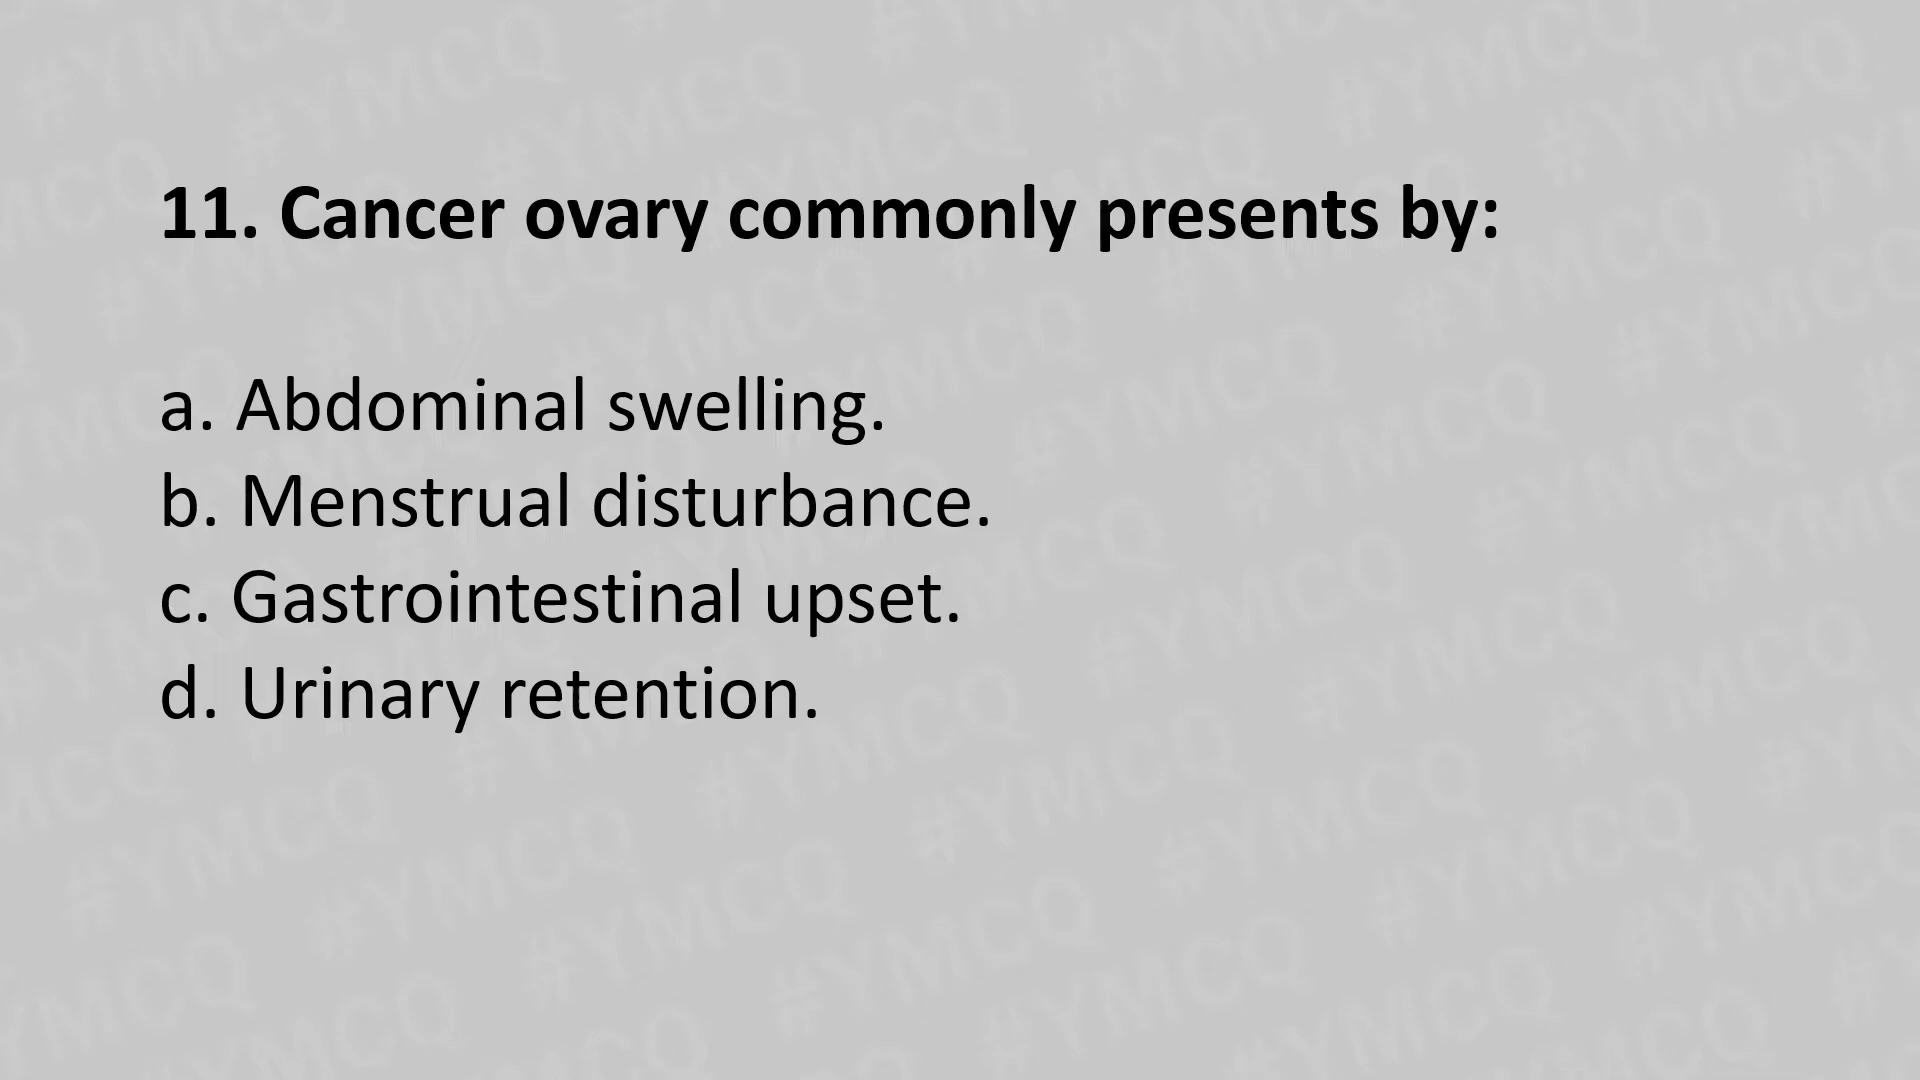 11. Cancer ovary commonly presents by:
a. Abdominal swelling.
b. Menstrual disturbance.
c. Gastrointestinal upset.
d. Urinary retention.